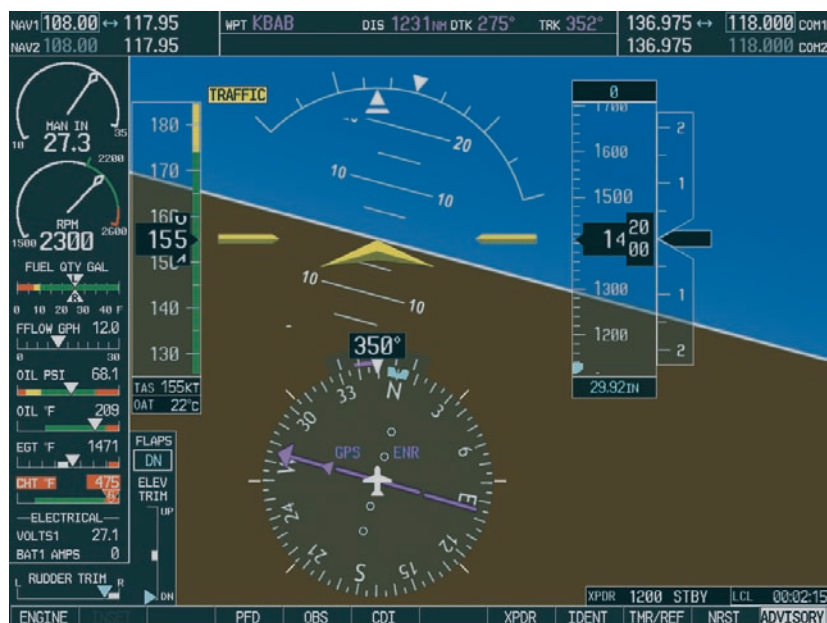 NAV1 108.00 ↔ 117.95 WPT KBAB DIS 1231NM DTK 275° TRK 352° 136.975 ↔ 118.000 COM1
NAV2 108.00 117.95 136.975 118.000 COM2
TRAFFIC
MAN IN
27.3
10 35
2200
RPM
2300
1500 2600
FUEL QTY GAL
L
R
0 10 20 30 40 F
FFLOW GPH 12.0
0 30
OIL PSI 68.1
OIL °F 209
EGT °F 1471
CHT °F 475
ELECTRICAL
VOLTS1 27.1
BAT1 AMPS 0
L RUDDER TRIM R
180
170
160
155
150
140
130
TAS 155KT
OAT 22°C
20
10
10
10
10
0
1700
1600
1500
1420
00
1300
1200
29.92IN
2
1
1
2
350°
N
3
6
E
12
15
S
21
24
W
30
33
GPS ENR
FLAPS
DN
ELEV
TRIM
UP
DN
XPDR 1200 STBY LCL 00:02:15
ENGINE INSET PFD OBS CDI XPDR IDENT TMR/REF NRST ADVISORY